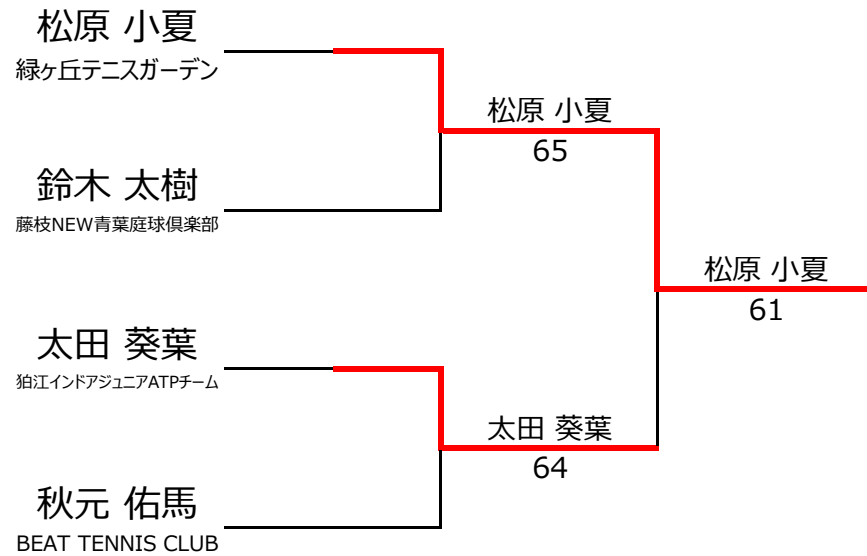 松原 小夏
緑ヶ丘テニスガーデン
松原 小夏
65
鈴木 太樹
藤枝NEW青葉庭球倶楽部
松原 小夏
61
太田 葵葉
狛江インドアジュニアATPチーム
太田 葵葉
64
秋元 佑馬
BEAT TENNIS CLUB